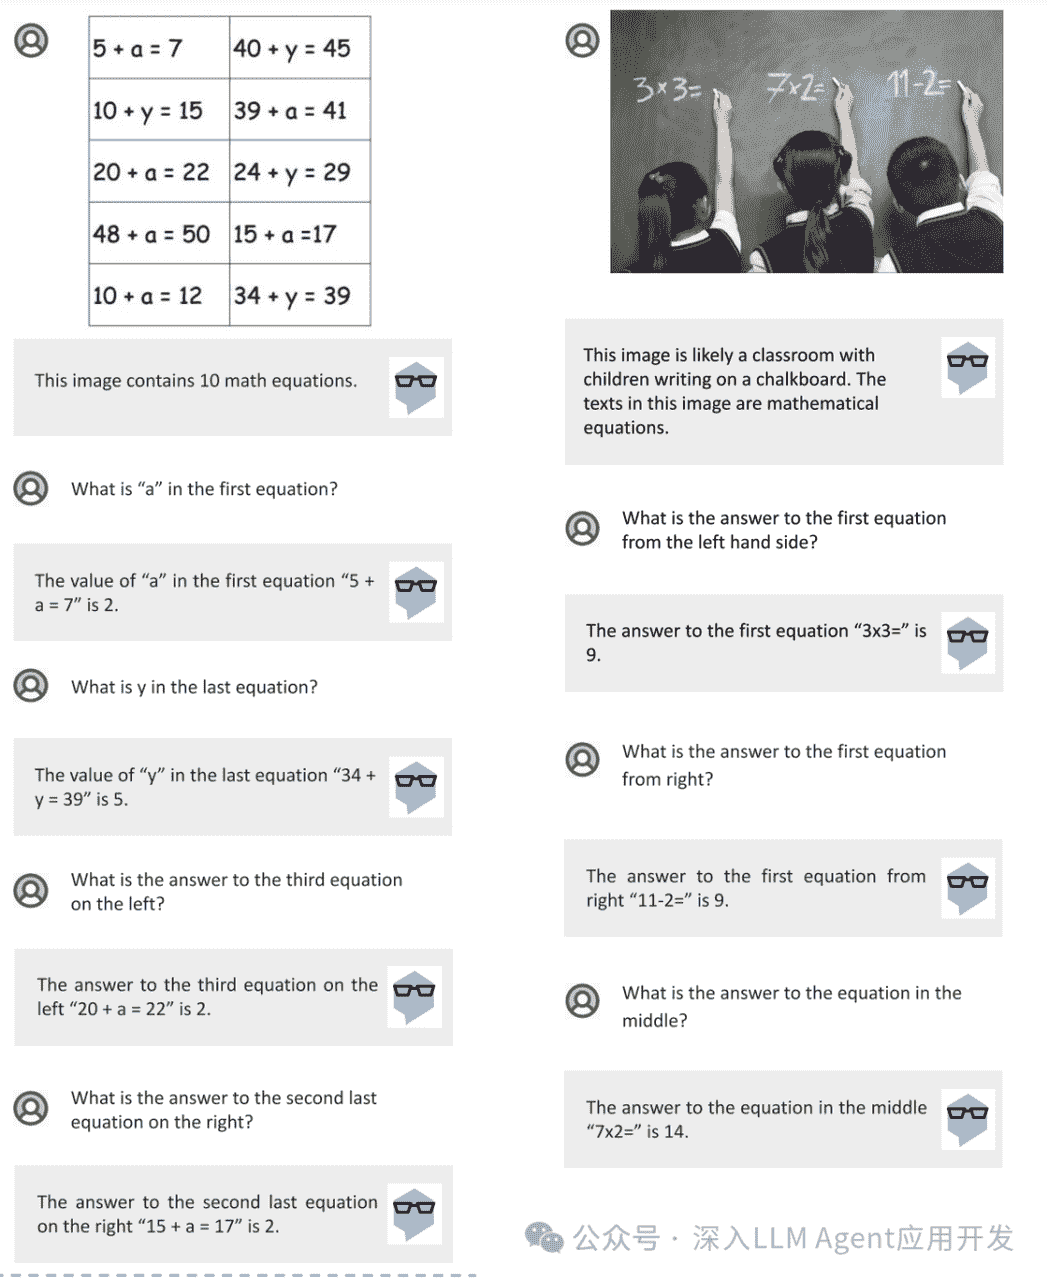 5 + a = 7
40 + y = 45
10 + y = 15
39 + a = 41
20 + a = 22
24 + y = 29
48 + a = 50
15 + a =17
10 + a = 12
34 + y = 39
This image contains 10 math equations.
What is “a” in the first equation?
The value of “a” in the first equation “5 +
a = 7” is 2.
What is y in the last equation?
The value of “y” in the last equation “34 +
y = 39” is 5.
What is the answer to the third equation
on the left?
The answer to the third equation on the
left “20 + a = 22” is 2.
What is the answer to the second last
equation on the right?
The answer to the second last equation
on the right “15 + a = 17” is 2.
3×3=
7×2=
11-2=
This image is likely a classroom with
children writing on a chalkboard. The
texts in this image are mathematical
equations.
What is the answer to the first equation
from the left hand side?
The answer to the first equation “3x3=” is
9.
What is the answer to the first equation
from right?
The answer to the first equation from
right “11-2=” is 9.
What is the answer to the equation in the
middle?
The answer to the equation in the middle
“7x2=” is 14.
公众号 · 深入LLM Agent应用开发